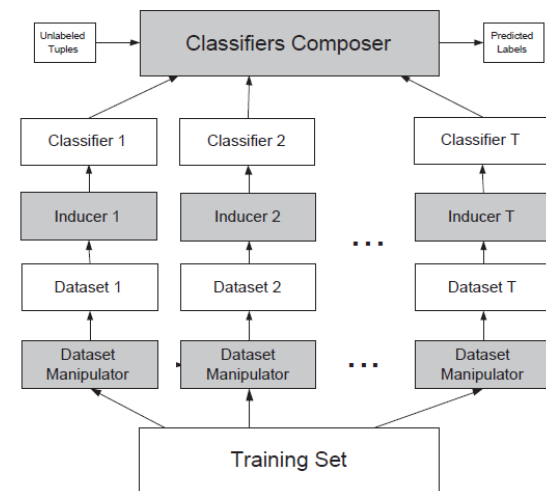 Unlabeled
Tuples
Classifiers Composer
Predicted
Labels
Classifier 1
Classifier 2
Classifier T
Inducer 1
Inducer 2
...
Inducer T
Dataset 1
Dataset 2
Dataset T
Dataset
Manipulator
Dataset
Manipulator
...
Dataset
Manipulator
Training Set